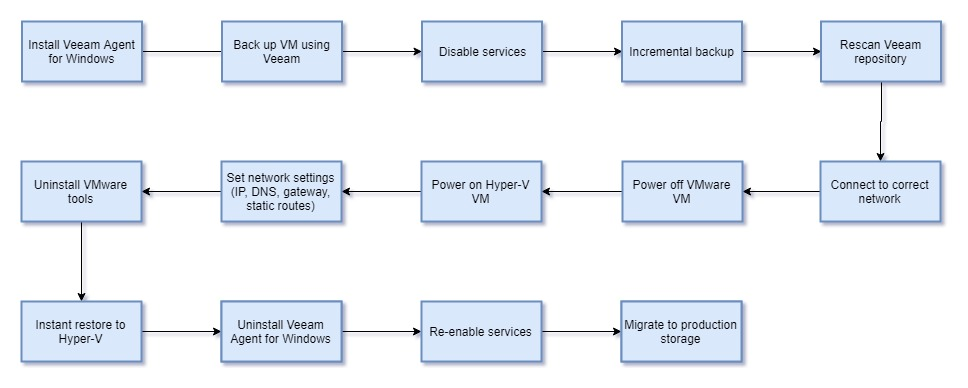 Install Veeam Agent
for Windows
Back up VM using
Veeam
Disable services
Incremental backup
Rescan Veeam
repository
Connect to correct
network
Power off VMware
VM
Power on Hyper-V
VM
Set network settings
(IP, DNS, gateway,
static routes)
Uninstall VMware
tools
Instant restore to
Hyper-V
Uninstall Veeam
Agent for Windows
Re-enable services
Migrate to production
storage